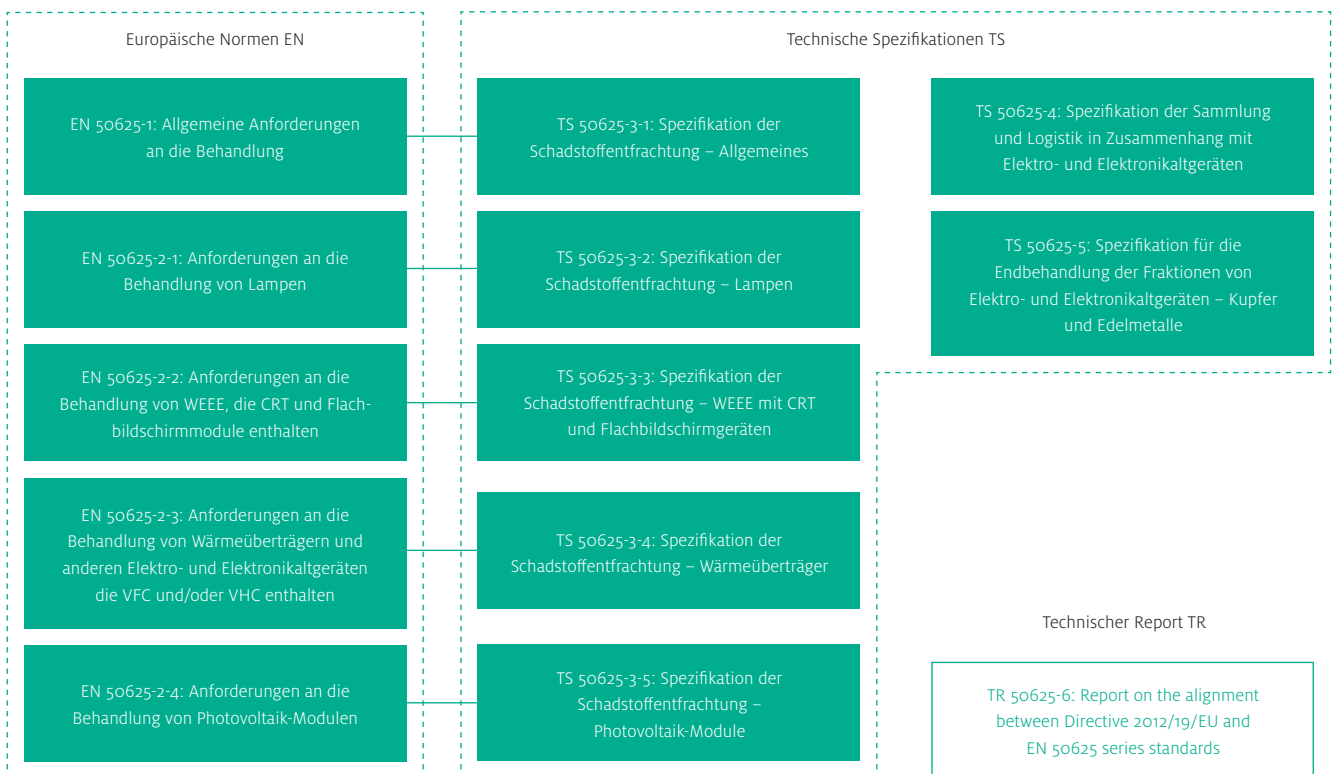 Europäische Normen EN
EN 50625-1: Allgemeine Anforderungen
an die Behandlung
EN 50625-2-1: Anforderungen an die
Behandlung von Lampen
EN 50625-2-2: Anforderungen an die
Behandlung von WEEE, die CRT und Flach-
bildschirmmodule enthalten
EN 50625-2-3: Anforderungen an die
Behandlung von Wärmeüberträgern und
anderen Elektro- und Elektronikaltgeräten
die VFC und/oder VHC enthalten
EN 50625-2-4: Anforderungen an die
Behandlung von Photovoltaik-Modulen
Technische Spezifikationen TS
TS 50625-3-1: Spezifikation der
Schadstoffentfrachtung – Allgemeines
TS 50625-3-2: Spezifikation der
Schadstoffentfrachtung – Lampen
TS 50625-3-3: Spezifikation der
Schadstoffentfrachtung – WEEE mit CRT
und Flachbildschirmgeräten
TS 50625-3-4: Spezifikation der
Schadstoffentfrachtung – Wärmeüberträger
TS 50625-3-5: Spezifikation der
Schadstoffentfrachtung –
Photovoltaik-Module
TS 50625-4: Spezifikation der Sammlung
und Logistik in Zusammenhang mit
Elektro- und Elektronikaltgeräten
TS 50625-5: Spezifikation für die
Endbehandlung der Fraktionen von
Elektro- und Elektronikaltgeräten – Kupfer
und Edelmetalle
Technischer Report TR
TR 50625-6: Report on the alignment
between Directive 2012/19/EU and
EN 50625 series standards